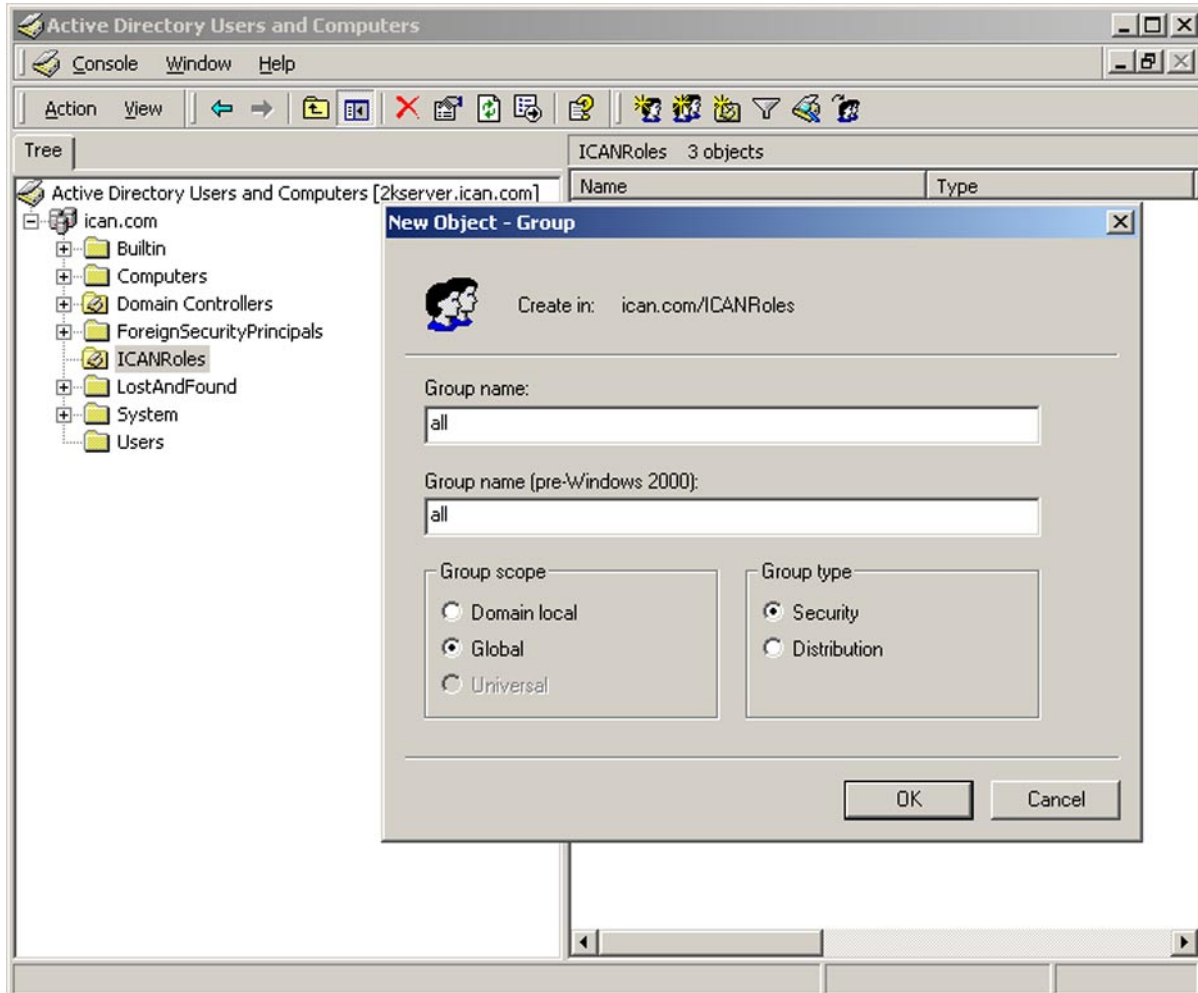 Active Directory Users and Computers
Console Window Help
Action View
Tree
ICANRoles 3 objects
Active Directory Users and Computers [2kserver.ican.com]
Name Type
ican.com
Builtin
Computers
Domain Controllers
ForeignSecurityPrincipals
ICANRoles
LostAndFound
System
Users
New Object - Group
Create in: ican.com/ICANRoles
Group name:
all
Group name (pre-Windows 2000):
all
Group scope
Domain local
Global
Universal
Group type
Security
Distribution
OK Cancel